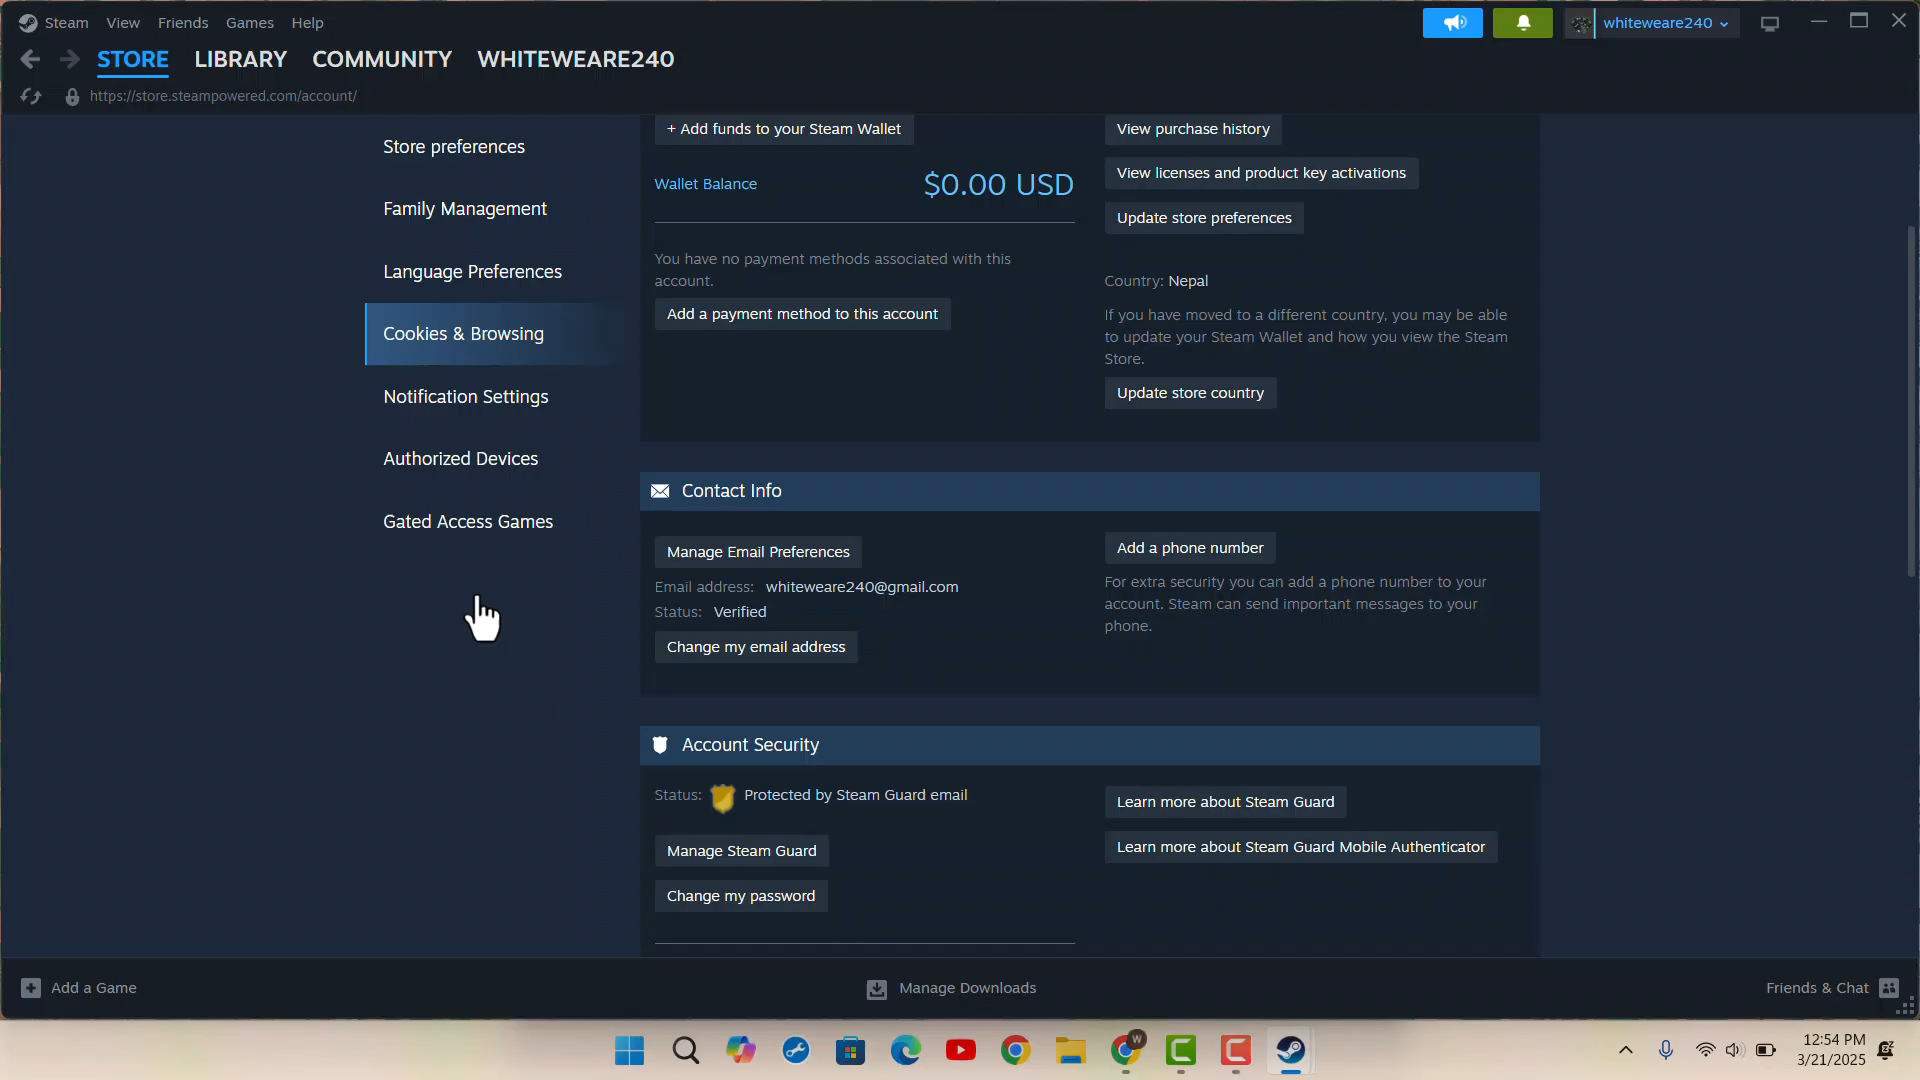 Steam View Friends Games Help
whiteweare240
STORE LIBRARY COMMUNITY WHITEWEARE240
https://store.steampowered.com/account/
Store preferences
Family Management
Language Preferences
Cookies & Browsing
Notification Settings
Authorized Devices
Gated Access Games
+ Add funds to your Steam Wallet
Wallet Balance $0.00 USD
You have no payment methods associated with this
account.
Add a payment method to this account
View purchase history
View licenses and product key activations
Update store preferences
Country: Nepal
If you have moved to a different country, you may be able
to update your Steam Wallet and how you view the Steam
Store.
Update store country
Contact Info
Manage Email Preferences
Email address: whiteweare240@gmail.com
Status: Verified
Change my email address
Add a phone number
For extra security you can add a phone number to your
account. Steam can send important messages to your
phone.
Account Security
Status: Protected by Steam Guard email
Manage Steam Guard
Change my password
Learn more about Steam Guard
Learn more about Steam Guard Mobile Authenticator
Add a Game
Manage Downloads
Friends & Chat
W
12:54 PM
3/21/2025